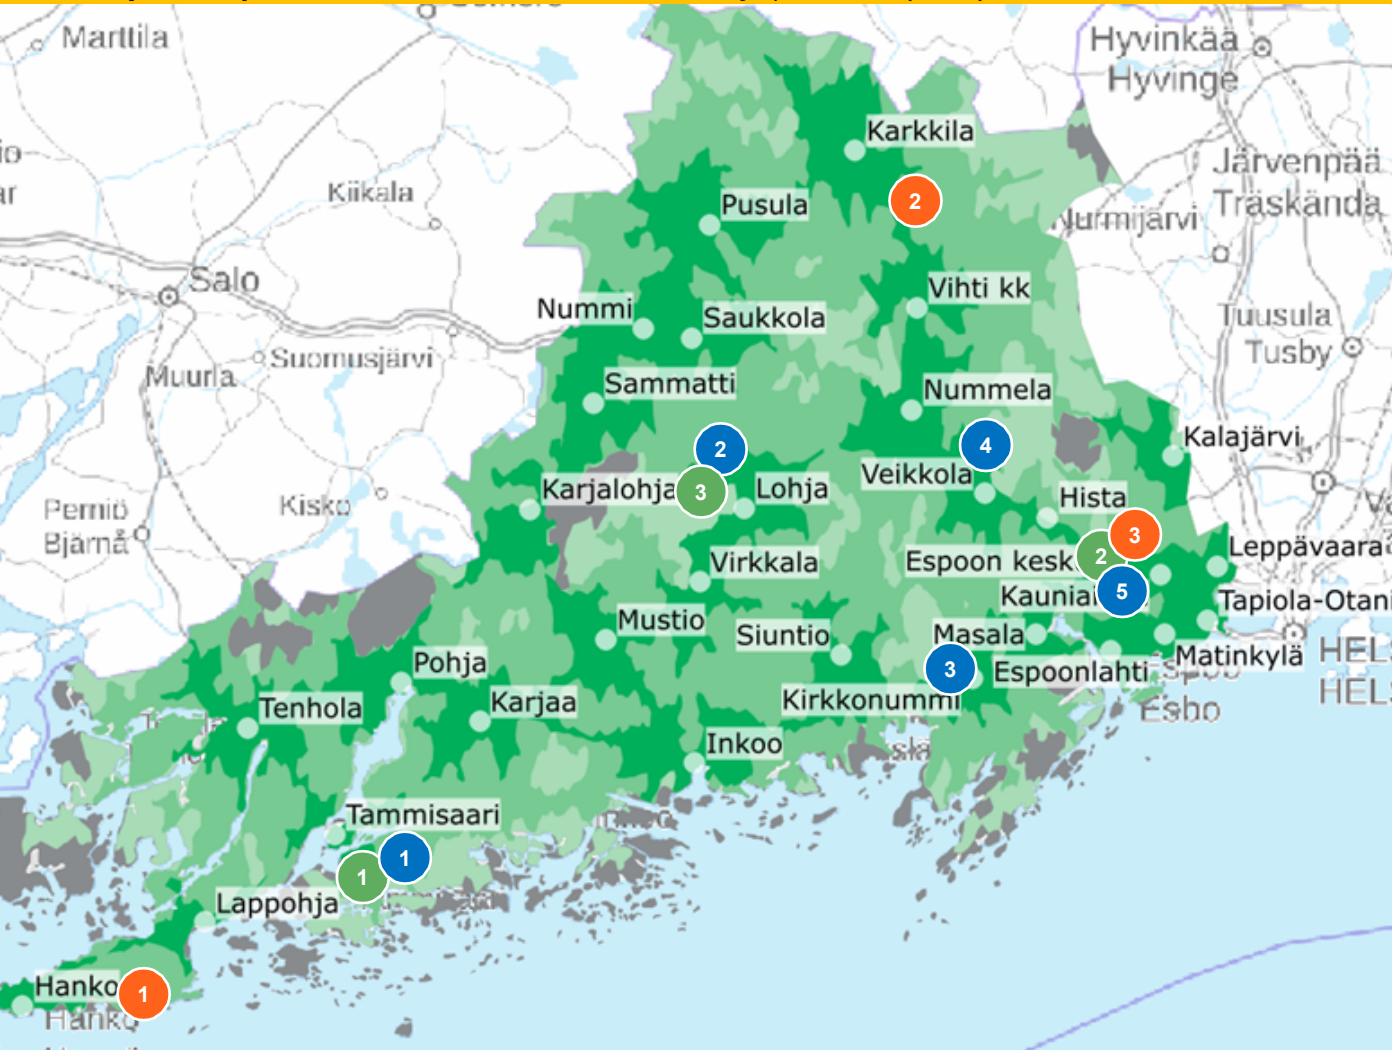 Marttila
Hyvinkää
Hyvinge
Karkkila
Järvenpää
Träskända
Kiikala
Pusula
Nurmijärvi
2
Salo
Vihti kk
Nummi
Saukkola
Tuusula
Tusby
Suomusjärvi
Muurla
Sammatti
Nummela
2
4
Kalajärvi
Veikkola
Karjalohja
3
Lohja
Hista
Kisko
Perniö
Bjärnå
3
Leppävaara
Espoon kesk
2
Virkkala
5
Kauniai
Tapiola-Otani
Mustio
Siuntio
Masala
HELS
HELS
Matinkylä
Pohja
3
Espoonlahti
Esbo
Kirkkonummi
Tenhola
Karjaa
Inkoo
Tammisaari
1
1
Lappohja
Hanko
1
Hanko